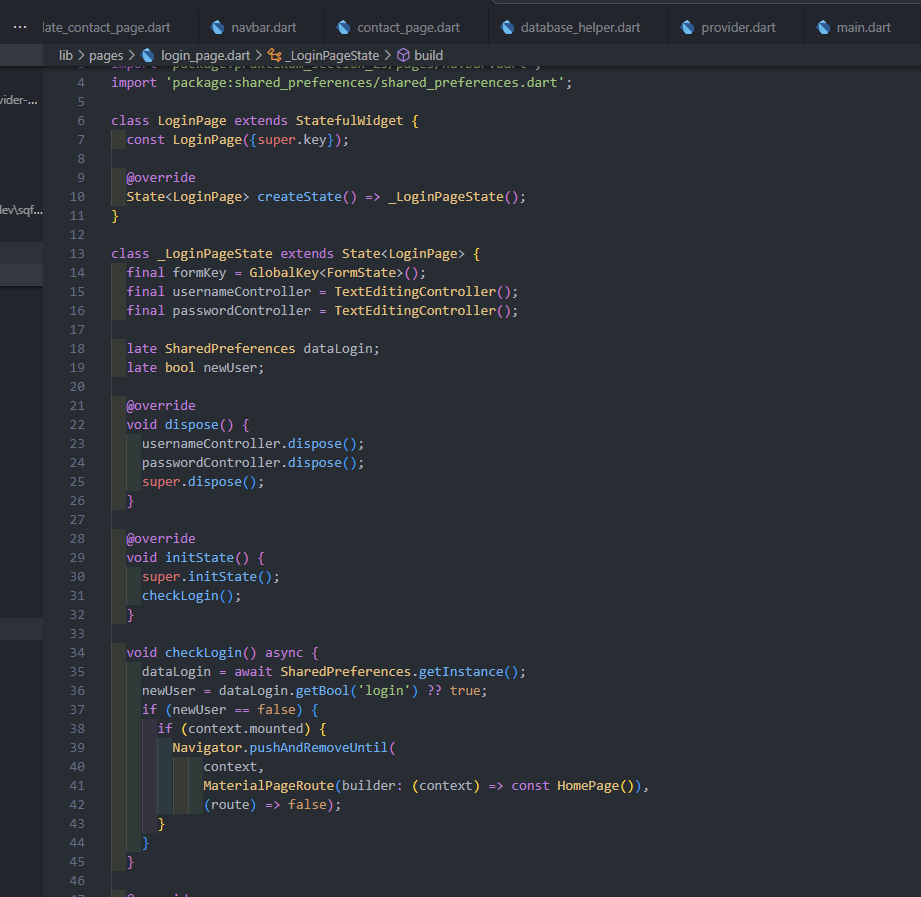 ... late_contact_page.dart navbar.dart contact_page.dart database_helper.dart provider.dart main.dart
lib > pages > login_page.dart > _LoginPageState > build
vider-...
dev\sqf...
4 import 'package:shared_preferences/shared_preferences.dart';
5
6 class LoginPage extends StatefulWidget {
7 const LoginPage({super.key});
8
9 @override
10 State<LoginPage> createState() => _LoginPageState();
11 }
12
13 class _LoginPageState extends State<LoginPage> {
14 final formKey = GlobalKey<FormState>();
15 final usernameController = TextEditingController();
16 final passwordController = TextEditingController();
17
18 late SharedPreferences dataLogin;
19 late bool newUser;
20
21 @override
22 void dispose() {
23 usernameController.dispose();
24 passwordController.dispose();
25 super.dispose();
26 }
27
28 @override
29 void initState() {
30 super.initState();
31 checkLogin();
32 }
33
34 void checkLogin() async {
35 dataLogin = await SharedPreferences.getInstance();
36 newUser = dataLogin.getBool('login') ?? true;
37 if (newUser == false) {
38 if (context.mounted) {
39 Navigator.pushAndRemoveUntil(
40 context,
41 MaterialPageRoute(builder: (context) => const HomePage()),
42 (route) => false);
43 }
44 }
45 }
46